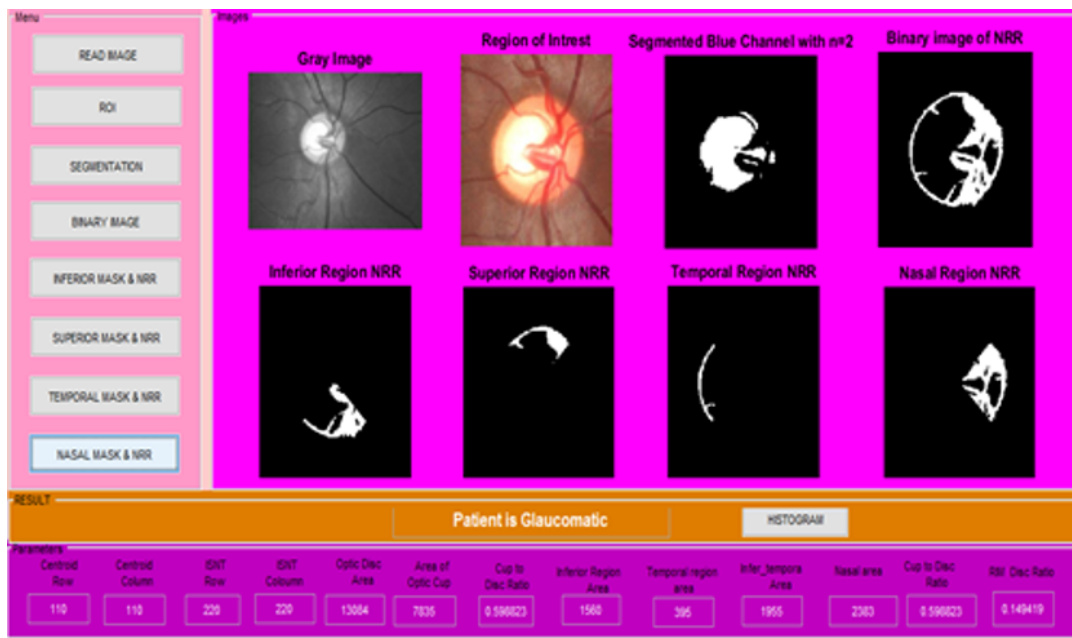 Menu
READ IMAGE
ROI
SEGMENTATION
BINARY IMAGE
INFERIOR MASK & NRR
SUPERIOR MASK & NRR
TEMPORAL MASK & NRR
NASAL MASK & NRR
Images
Gray Image
Region of Intrest
Segmented Blue Channel with n=2
Binary image of NRR
Inferior Region NRR
Superior Region NRR
Temporal Region NRR
Nasal Region NRR
RESULT
Patient is Glaucomatic
HISTOGRAM
Parameters
Centroid
Row
110
Centroid
Column
110
ISNT
Row
220
ISNT
Coloumn
220
Optic Disc
Area
13084
Area of
Optic Cup
7835
Cup to
Disc Ratio
0.598823
Inferior Region
Area
1560
Temporal region
area
395
Infer_tempora
Area
1955
Nasal area
2383
Cup to Disc
Ratio
0.598823
RIM_Disc Ratio
0.149419